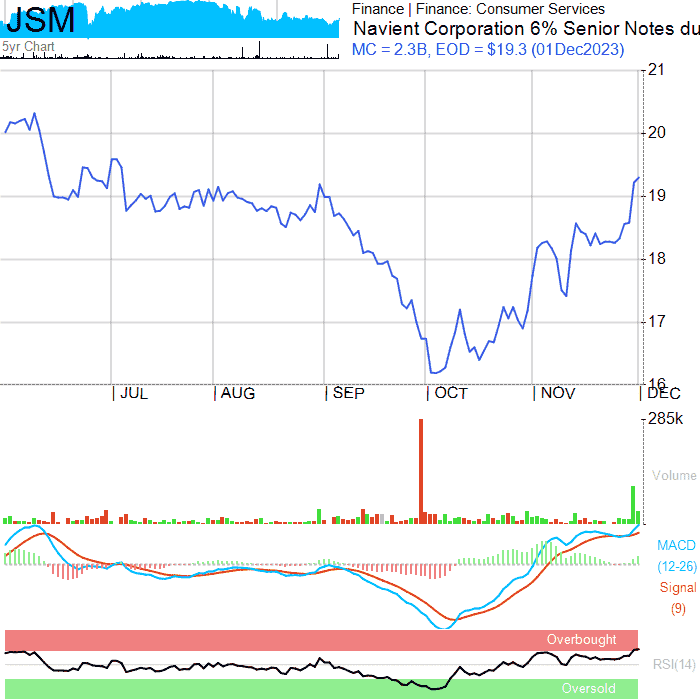 JSM
5yr Chart
Finance | Finance: Consumer Services
Navient Corporation 6% Senior Notes du
MC = 2.3B, EOD = $19.3 (01Dec2023)
21
20
19
18
17
16
JUL AUG SEP OCT NOV DEC
285k
Volume
MACD
(12-26)
Signal
(9)
Overbought
RSI(14)
Oversold